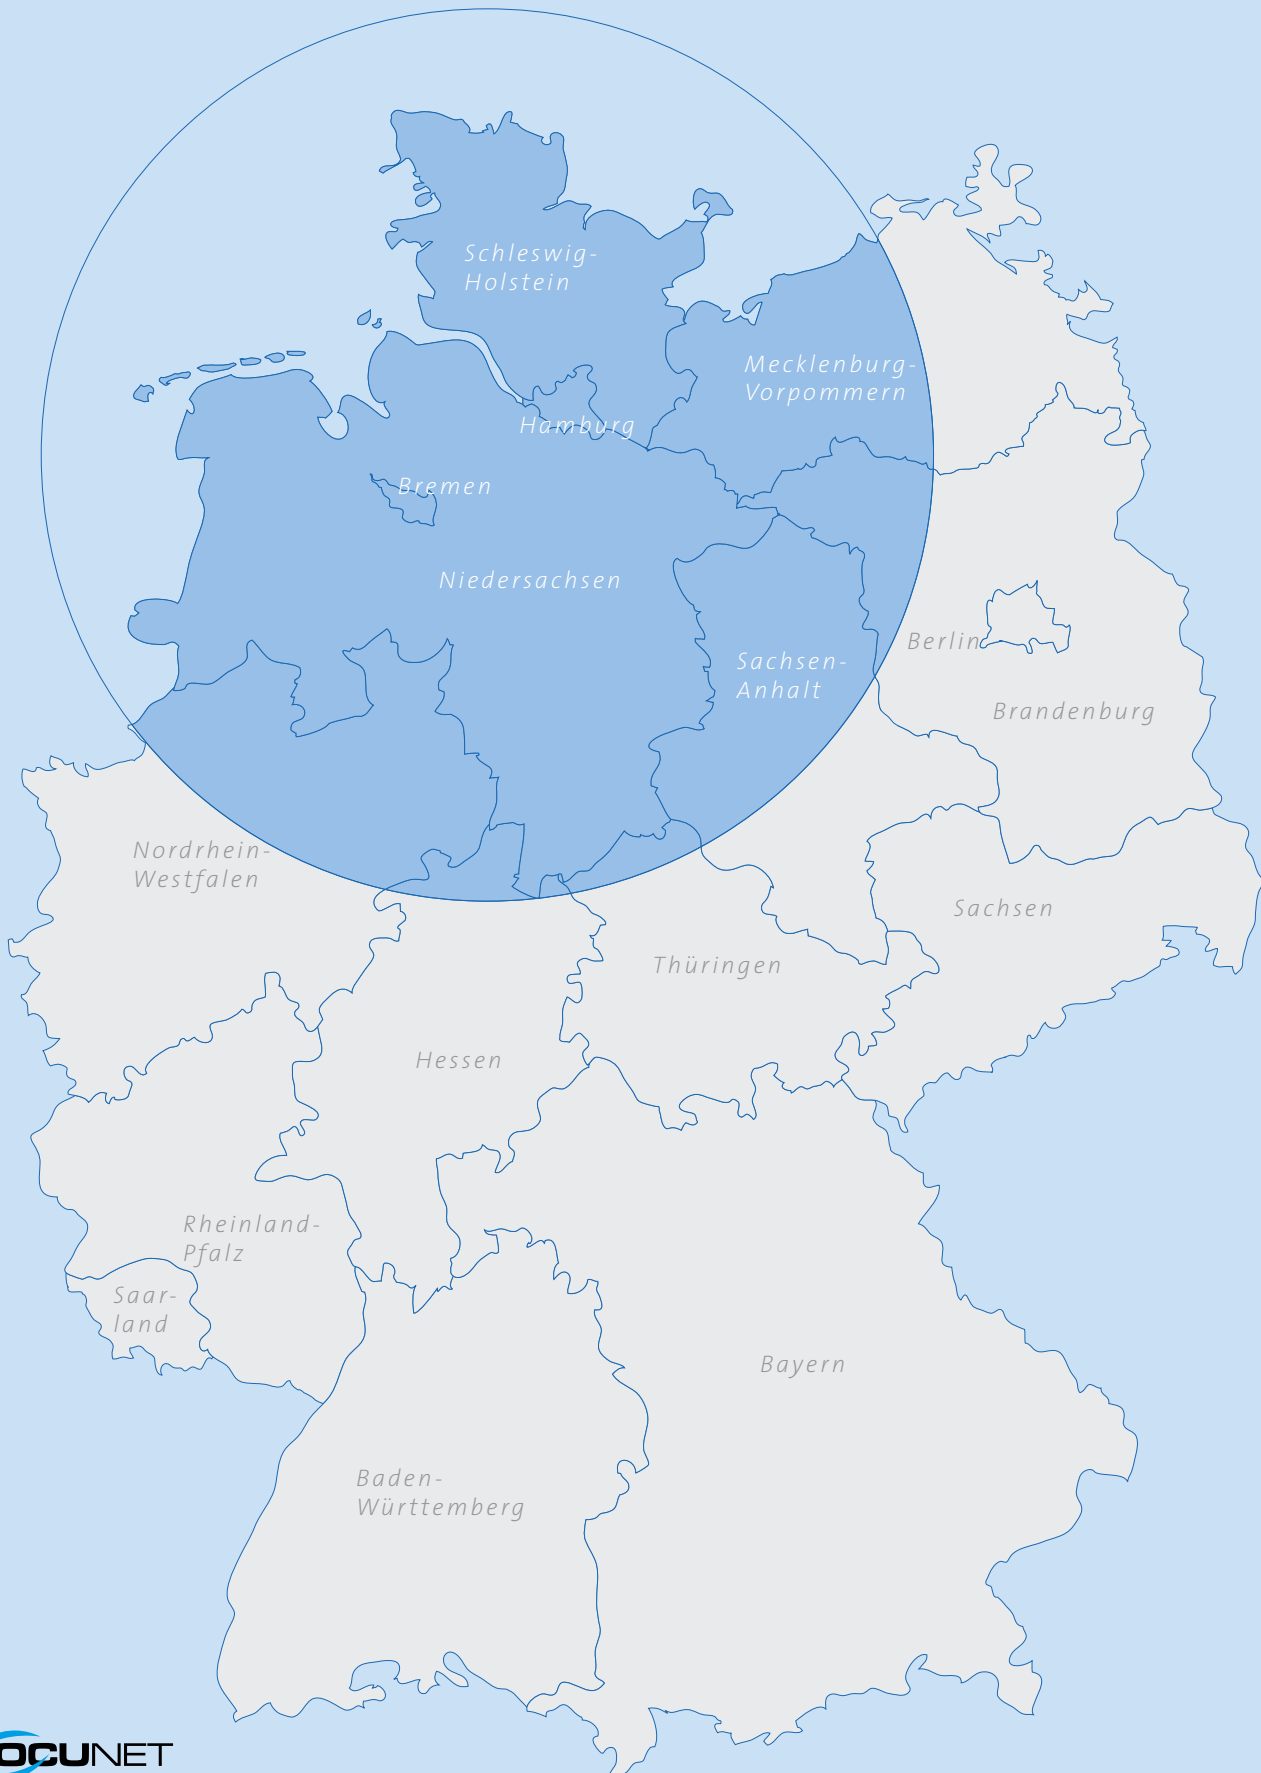 Schleswig-
Holstein
Mecklenburg-
Vorpommern
Hamburg
Bremen
Niedersachsen
Berlin
Sachsen-
Anhalt
Brandenburg
Nordrhein-
Westfalen
Sachsen
Thüringen
Hessen
Rheinland-
Pfalz
Saar-
land
Bayern
Baden-
Württemberg
OCUNET